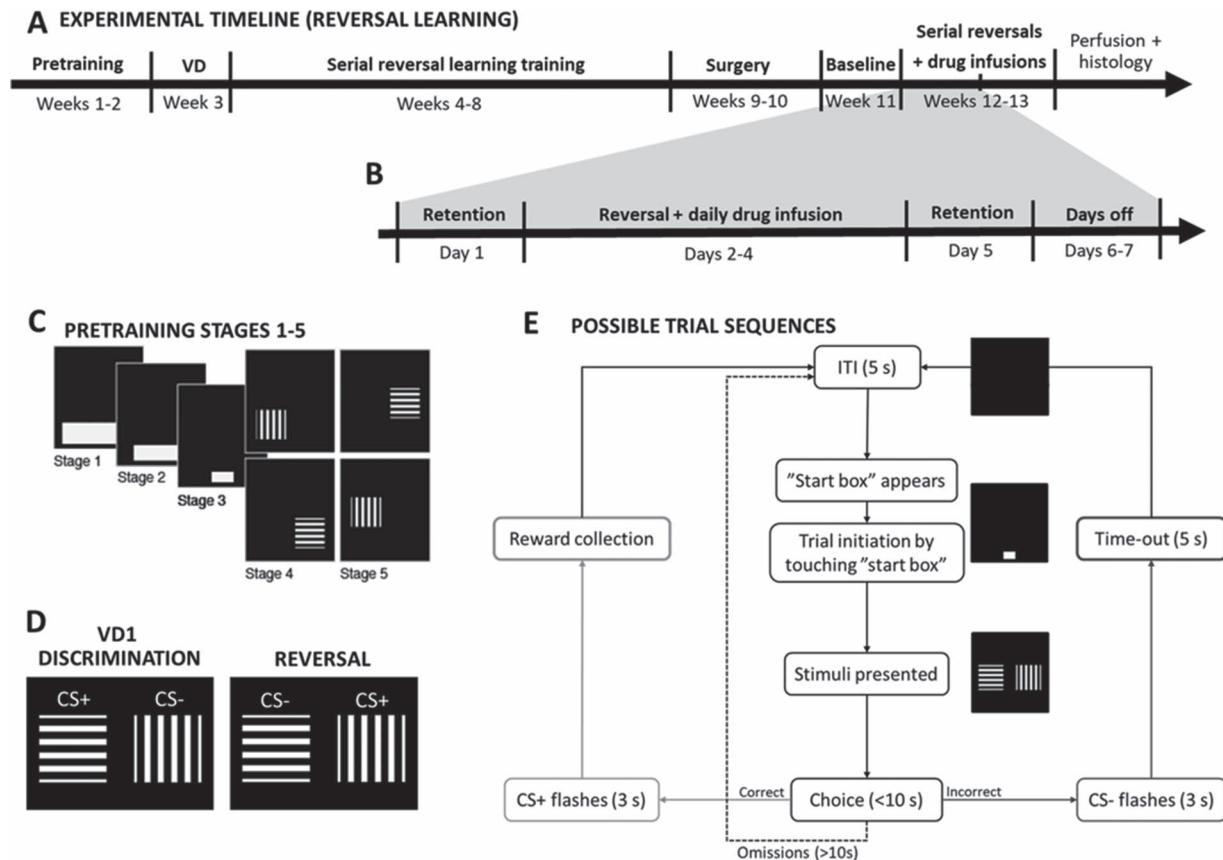 A EXPERIMENTAL TIMELINE (REVERSAL LEARNING)
Pretraining
VD
Serial reversal learning training
Surgery
Baseline
Serial reversals
+ drug infusions
Perfusion +
histology
Weeks 1-2
Week 3
Weeks 4-8
Weeks 9-10
Week 11
Weeks 12-13
B
Retention
Reversal + daily drug infusion
Retention
Days off
Day 1
Days 2-4
Day 5
Days 6-7
C PRETRAINING STAGES 1-5
Stage 1
Stage 2
Stage 3
Stage 4
Stage 5
D
VD1
DISCRIMINATION
REVERSAL
CS+
CS-
CS-
CS+
E POSSIBLE TRIAL SEQUENCES
ITI (5 s)
"Start box" appears
Reward collection
Trial initiation by
touching "start box"
Time-out (5 s)
Stimuli presented
CS+ flashes (3 s)
Correct
Choice (<10 s)
Incorrect
CS- flashes (3 s)
Omissions (>10s)